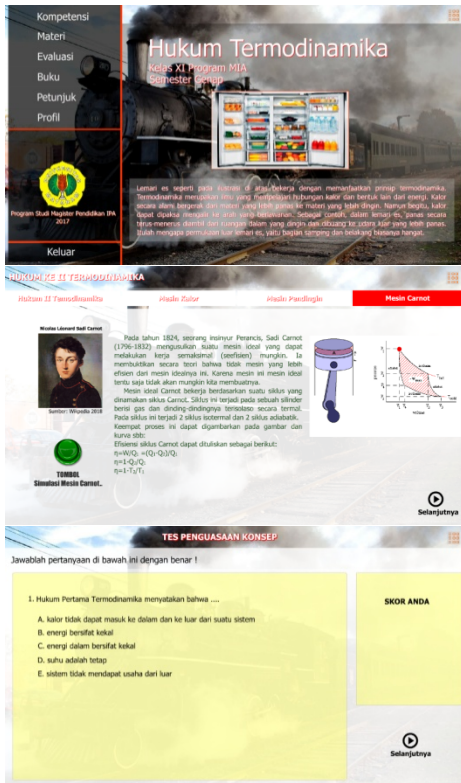 Kompetensi
Materi
Evaluasi
Buku
Petunjuk
Profil
Program Studi Magister Pendidikan IPA
2017
Keluar
Hukum Termodinamika
Kelas XI Program MIA
Semester Genap
Lemari es seperti pada ilustrasi di atas bekerja dengan memanfaatkan prinsip termodinamika.
Termodinamika merupakan ilmu yang mempelajari hubungan kalor dan bentuk lain dari energi. Kalor
secara alami bergerak dari materi yang lebih panas ke materi yang lebih dingin. Namun begitu, kalor
dapat dipaksa mengalir ke arah yang berlawanan. Sebagai contoh, dalam lemari es, panas secara
terus-menerus diambil dari ruangan dalam yang dingin dan dibuang ke udara luar yang lebih panas.
Itulah mengapa permukaan luar lemari es, yaitu bagian samping dan belakang biasanya hangat.
HUKUM KE II TERMODINAMIKA
Hukum II Termodinamika
Mesin Kalor
Mesin Pendingin
Mesin Carnot
Nicolas Léonard Sadi Carnot
Sumber: Wikipedia 2018
TOMBOL
Simulasi Mesin Carnot..
Pada tahun 1824, seorang insinyur Perancis, Sadi Carnot
(1796-1832) mengusulkan suatu mesin ideal yang dapat
melakukan kerja semaksimal (seefisien) mungkin. Ia
membuktikan secara teori bahwa tidak mesin yang lebih
efisien dari mesin idealnya ini. Karena mesin ini mesin ideal
tentu saja tidak akan mungkin kita membuatnya.
Mesin ideal Carnot bekerja berdasarkan suatu siklus yang
dinamakan siklus Carnot. Siklus ini terjadi pada sebuah silinder
berisi gas dan dinding-dindingnya terisolasi secara termal.
Pada siklus ini terjadi 2 siklus isotermal dan 2 siklus adiabatik.
Keempat proses ini dapat digambarkan pada gambar dan
kurva sbb:
Efisiensi siklus Carnot dapat dituliskan sebagai berikut:
η=W/Q₁ =(Q₁-Q₂)/Q₁
η=1-Q₂/Q₁
η=1-T₂/T₁
Selanjutnya
TES PENGUASAAN KONSEP
Jawablah pertanyaan di bawah ini dengan benar !
1. Hukum Pertama Termodinamika menyatakan bahwa ....
A. kalor tidak dapat masuk ke dalam dan ke luar dari suatu sistem
B. energi bersifat kekal
C. energi dalam bersifat kekal
D. suhu adalah tetap
E. sistem tidak mendapat usaha dari luar
SKOR ANDA
Selanjutnya